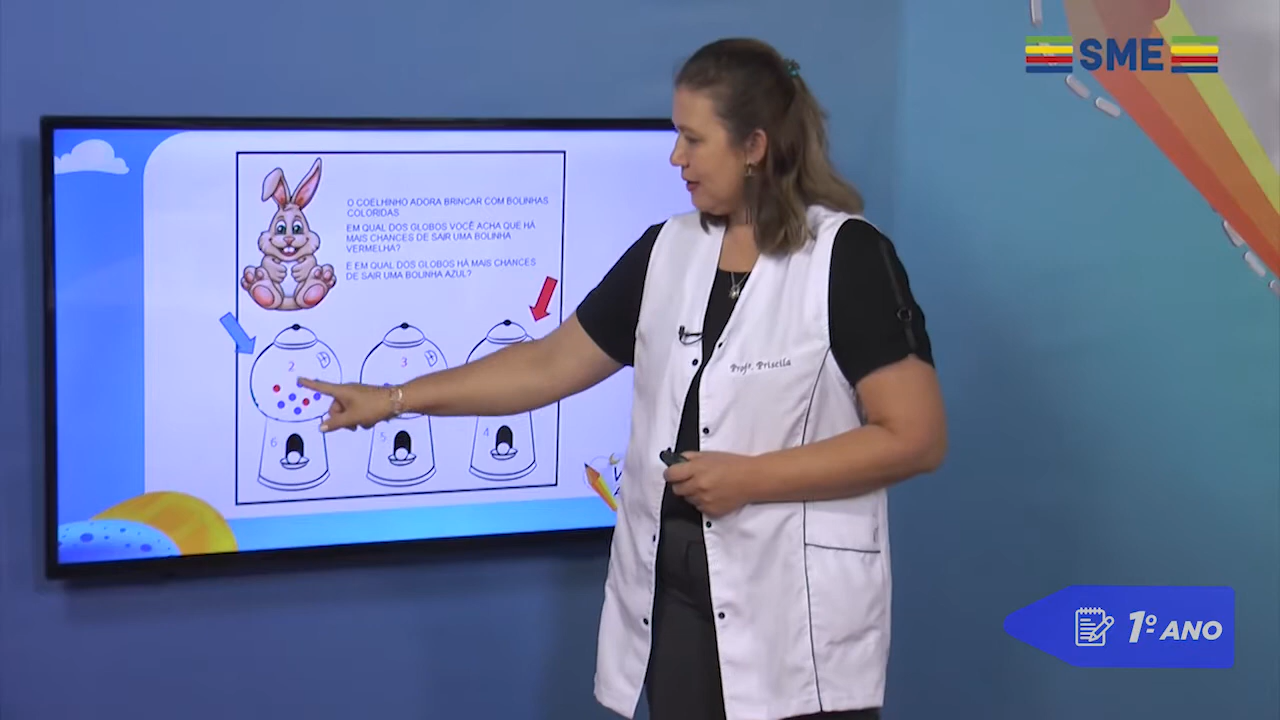 SME
O COELHINHO ADORA BRINCAR COM BOLINHAS
COLORIDAS
EM QUAL DOS GLOBOS VOCÊ ACHA QUE HÁ
MAIS CHANCES DE SAIR UMA BOLINHA
VERMELHA?
E EM QUAL DOS GLOBOS HÁ MAIS CHANCES
DE SAIR UMA BOLINHA AZUL?
2
3
6
5
4
Profª. Priscila
1º ANO